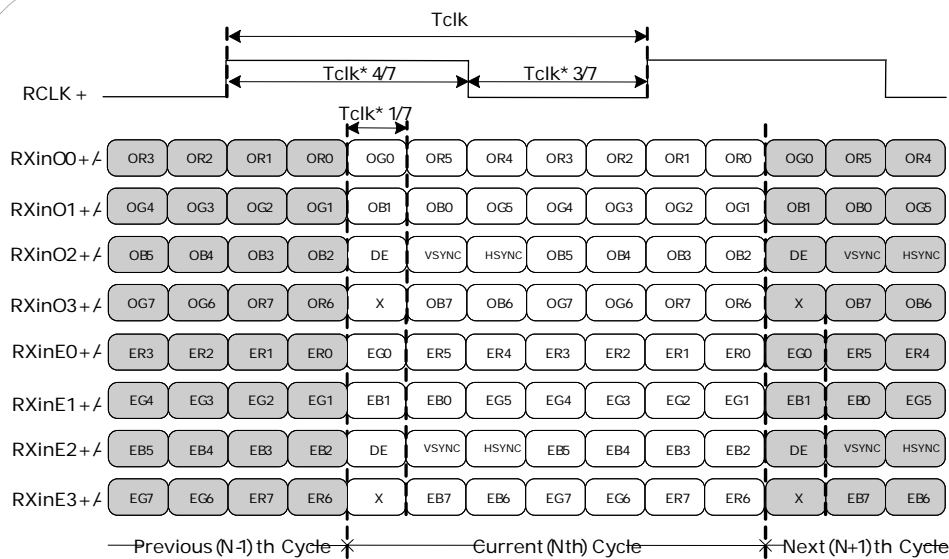 Tclk
Tclk* 4/7 Tclk* 3/7
RCLK +
Tclk* 1/7
RXinO0+/- OR3 OR2 OR1 OR0 OG0 OR5 OR4 OR3 OR2 OR1 OR0 OG0 OR5 OR4
RXinO1+/- OG4 OG3 OG2 OG1 OB1 OB0 OG5 OG4 OG3 OG2 OG1 OB1 OB0 OG5
RXinO2+/- OB5 OB4 OB3 OB2 DE VSYNC HSYNC OB5 OB4 OB3 OB2 DE VSYNC HSYNC
RXinO3+/- OG7 OG6 OR7 OR6 X OB7 OB6 OG7 OG6 OR7 OR6 X OB7 OB6
RXinE0+/- ER3 ER2 ER1 ER0 EG0 ER5 ER4 ER3 ER2 ER1 ER0 EG0 ER5 ER4
RXinE1+/- EG4 EG3 EG2 EG1 EB1 EB0 EG5 EG4 EG3 EG2 EG1 EB1 EB0 EG5
RXinE2+/- EB5 EB4 EB3 EB2 DE VSYNC HSYNC EB5 EB4 EB3 EB2 DE VSYNC HSYNC
RXinE3+/- EG7 EG6 ER7 ER6 X EB7 EB6 EG7 EG6 ER7 ER6 X EB7 EB6
Previous (N-1) th Cycle Current (Nth) Cycle Next (N+1) th Cycle